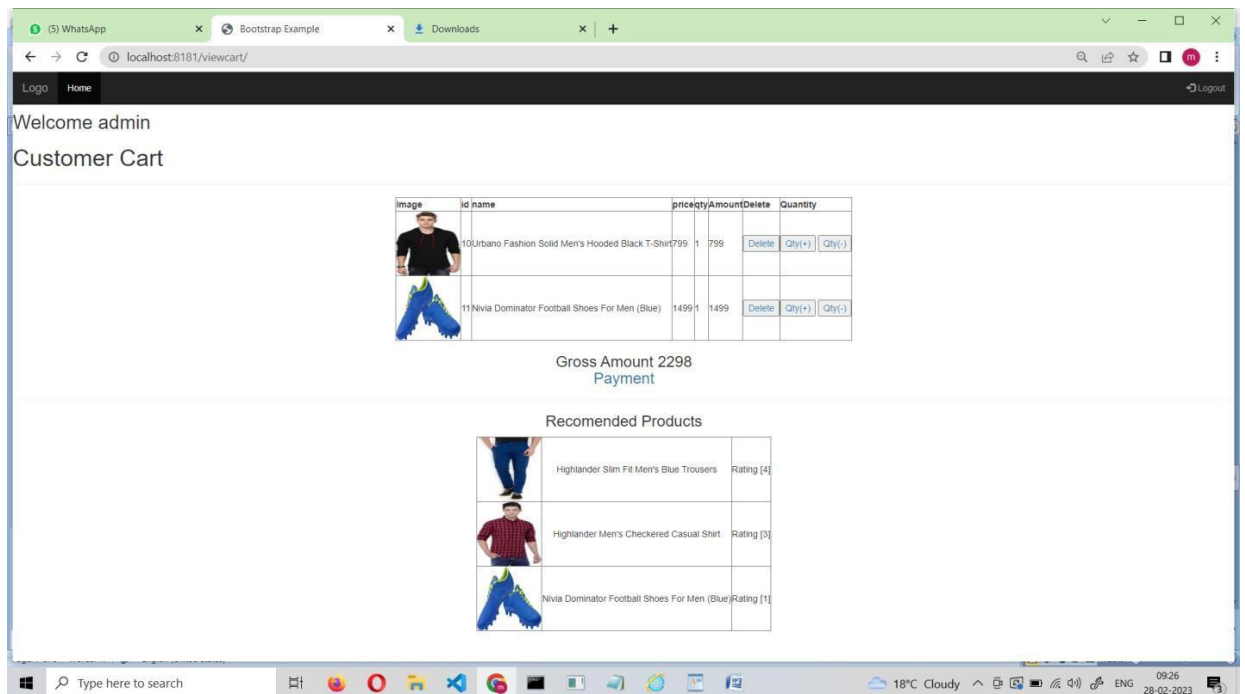 (5) WhatsApp Bootstrap Example Downloads
localhost:8181/viewcart/ m
Logo Home Logout
Welcome admin
Customer Cart
Image id name price qty Amount Delete Quantity
10 Urbano Fashion Solid Men's Hooded Black T-Shirt 799 1 799 Delete Qty(+) Qty(-)
11 Nivia Dominator Football Shoes For Men (Blue) 1499 1 1499 Delete Qty(+) Qty(-)
Gross Amount 2298
Payment
Recomended Products
Highlander Slim Fit Men's Blue Trousers Rating [4]
Highlander Men's Checkered Casual Shirt Rating [3]
Nivia Dominator Football Shoes For Men (Blue) Rating [1]
Type here to search 18°C Cloudy ENG 09:26
28-02-2023